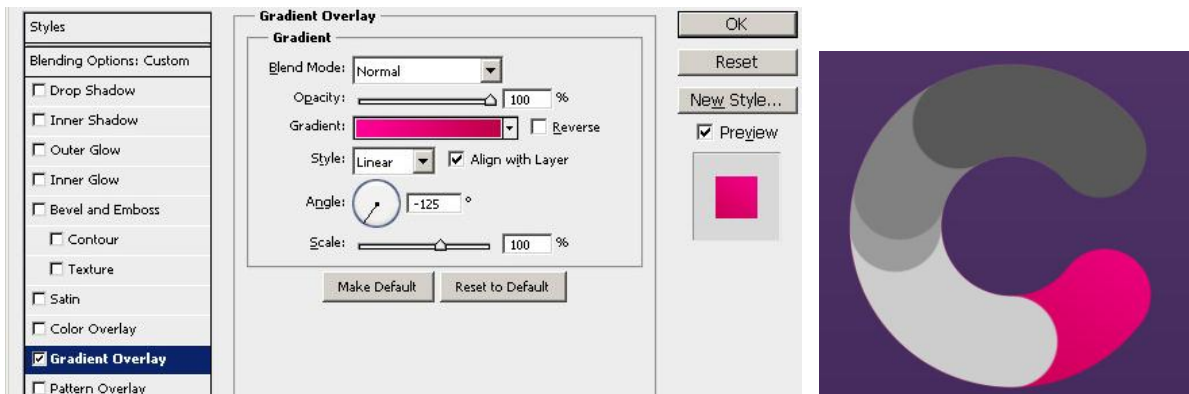 Styles
Blending Options: Custom
Drop Shadow
Inner Shadow
Outer Glow
Inner Glow
Bevel and Emboss
Contour
Texture
Satin
Color Overlay
Gradient Overlay
Pattern Overlay
Gradient Overlay
Gradient
Blend Mode: Normal
Opacity: 100 %
Gradient: Reverse
Style: Linear Align with Layer
Angle: -125 °
Scale: 100 %
Make Default Reset to Default
OK
Reset
New Style...
Preview